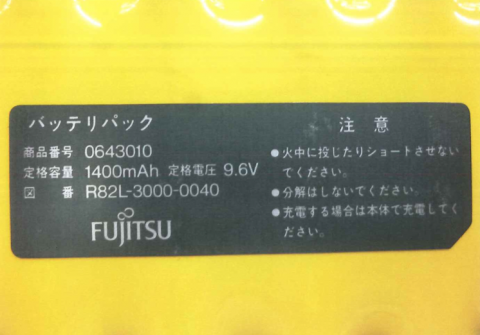 バッテリパック
商品番号 0643010
定格容量 1400mAh 定格電圧 9.6V
図 番 R82L-3000-0040
FUJITSU
注 意
●火中に投じたりショートさせない
でください。
●分解はしないでください。
●充電する場合は本体で充電してく
ださい。